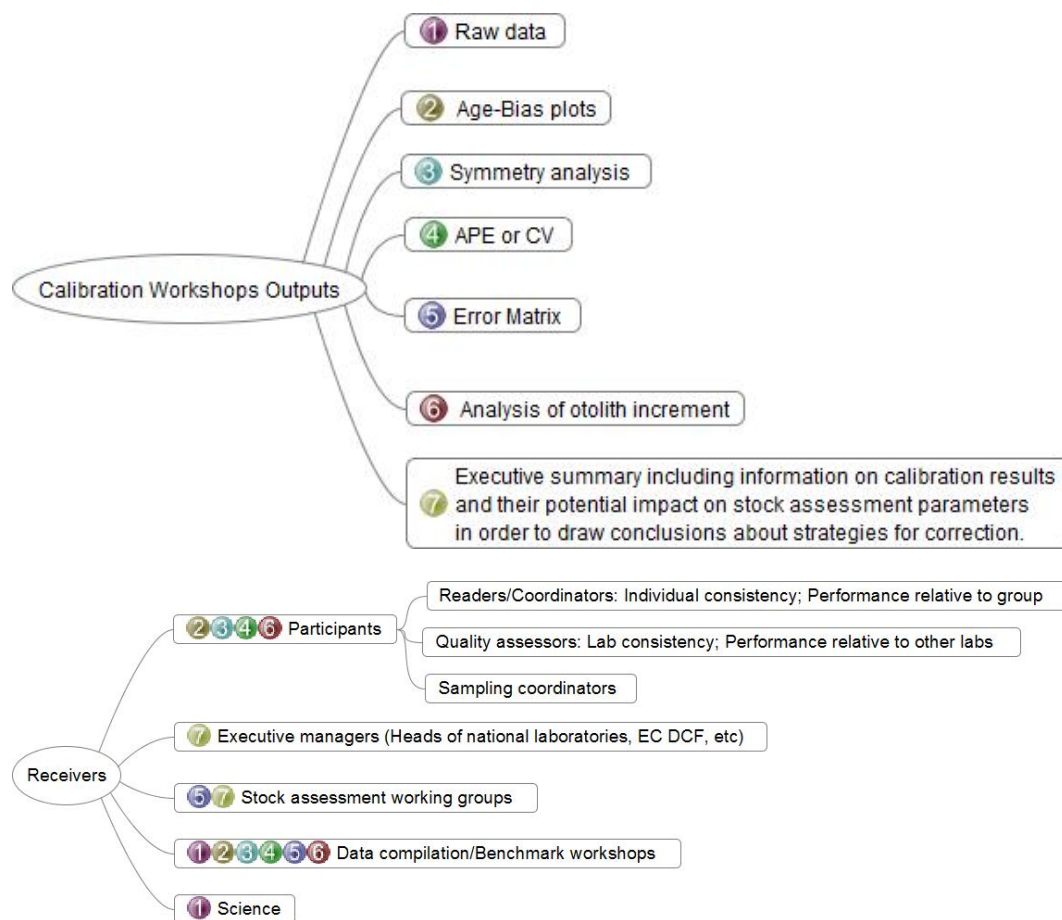 1 Raw data
2 Age-Bias plots
3 Symmetry analysis
4 APE or CV
Calibration Workshops Outputs
5 Error Matrix
6 Analysis of otolith increment
7 Executive summary including information on calibration results
and their potential impact on stock assessment parameters
in order to draw conclusions about strategies for correction.
Readers/Coordinators: Individual consistency; Performance relative to group
2 3 4 6 Participants
Quality assessors: Lab consistency; Performance relative to other labs
Sampling coordinators
7 Executive managers (Heads of national laboratories, EC DCF, etc)
Receivers
5 7 Stock assessment working groups
1 2 3 4 5 6 Data compilation/Benchmark workshops
1 Science